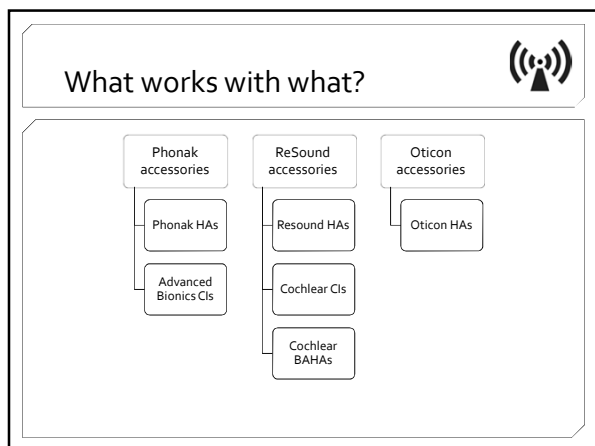 What works with what?
Phonak
accessories
Phonak HAs
Advanced
Bionics CIs
ReSound
accessories
Resound HAs
Cochlear CIs
Cochlear
BAHAs
Oticon
accessories
Oticon HAs